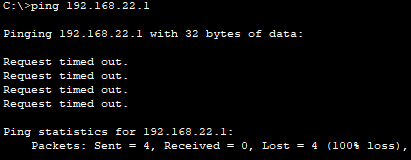 C:\>ping 192.168.22.1
Pinging 192.168.22.1 with 32 bytes of data:
Request timed out.
Request timed out.
Request timed out.
Request timed out.
Ping statistics for 192.168.22.1:
    Packets: Sent = 4, Received = 0, Lost = 4 (100% loss),